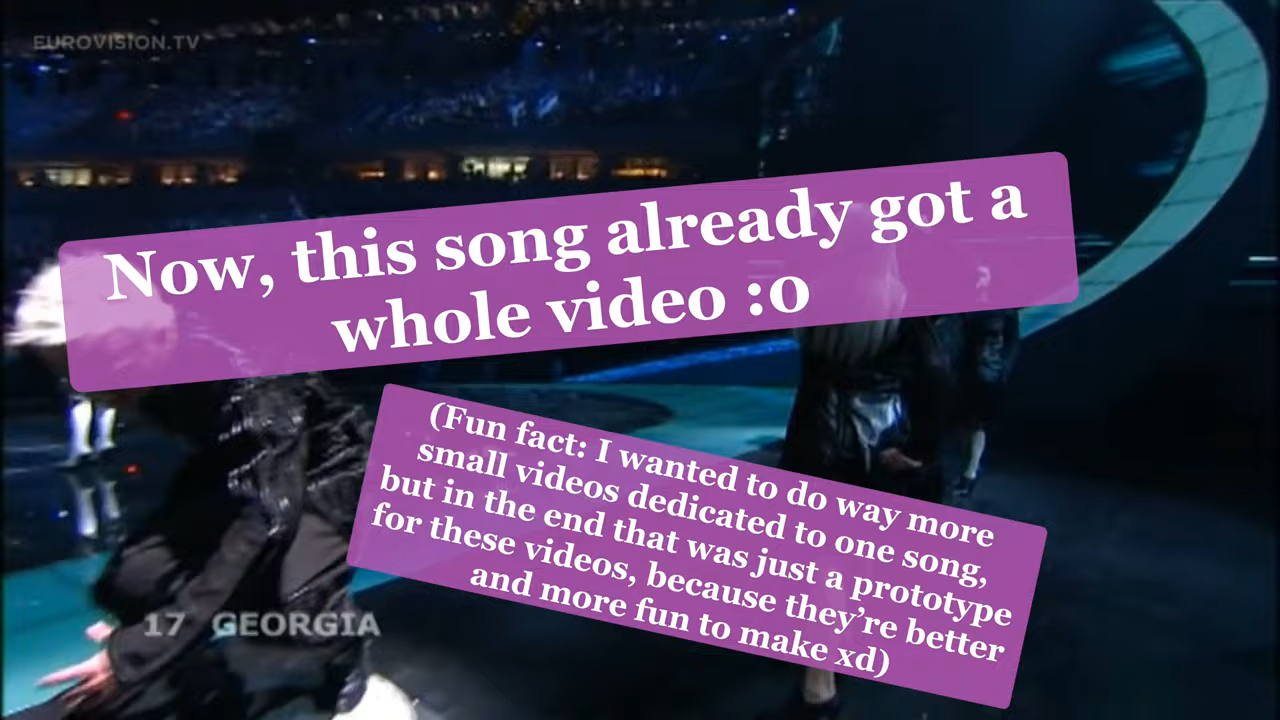 EUROVISION.TV
Now, this song already got a
whole video :o
(Fun fact: I wanted to do way more
small videos dedicated to one song,
but in the end that was just a prototype
for these videos, because they’re better
and more fun to make xd)
17 GEORGIA